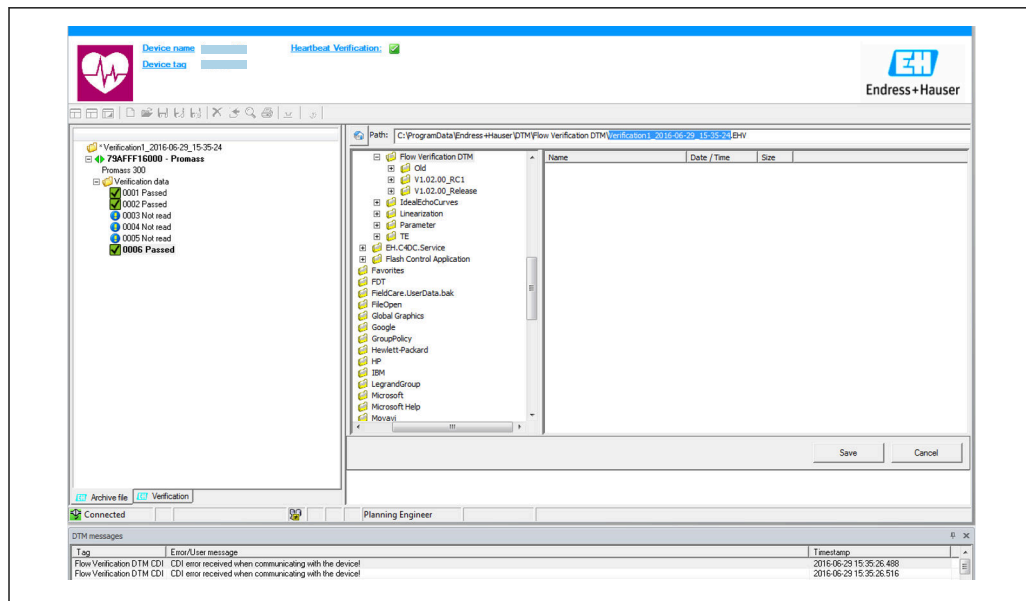 Device name
Heartbeat Verification:
Device tag
Endress+Hauser
Path: C:\ProgramData\Endress+Hauser\DTM\Flow Verification DTM\Verification1_2016-06-29_15-35-24.EHV
* Verification1_2016-06-29_15-35-24
79AFFF16000 - Promass
Promass 300
Verification data
0001 Passed
0002 Passed
0003 Not read
0004 Not read
0005 Not read
0006 Passed
Flow Verification DTM
Old
V1.02.00_RC1
V1.02.00_Release
IdealEchoCurves
Linearization
Parameter
TE
EH.C4DC.Service
Flash Control Application
Favorites
FDT
FieldCare.UserData.bak
FileOpen
Global Graphics
Google
GroupPolicy
Hewlett-Packard
HP
IBM
LegrandGroup
Microsoft
Microsoft Help
Movavi
Name Date / Time Size
Save Cancel
Archive file Verification
Connected Planning Engineer
DTM messages
Tag Error/User message Timestamp
Flow Verification DTM CDI CDI error received when communicating with the device! 2016-06-29 15:35:26.488
Flow Verification DTM CDI CDI error received when communicating with the device! 2016-06-29 15:35:26.516